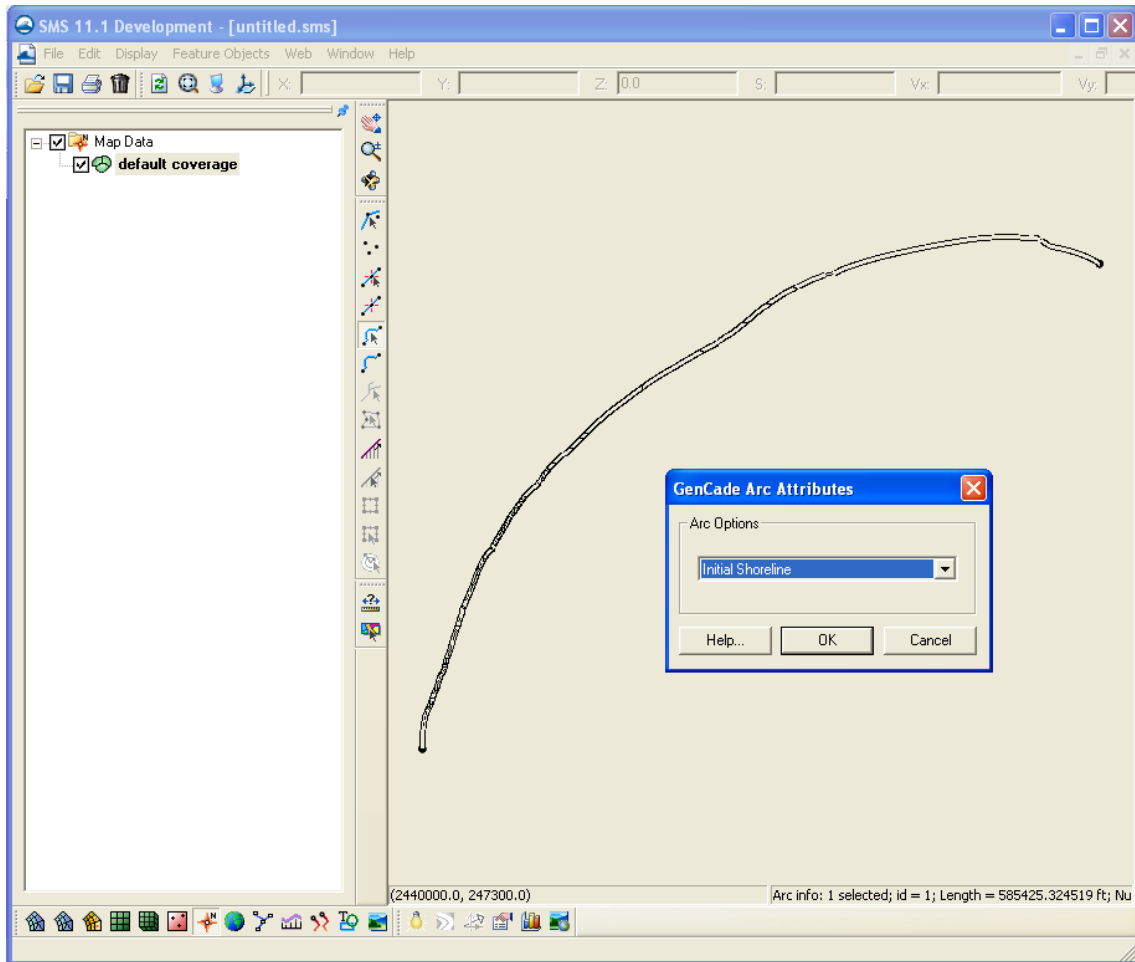 SMS 11.1 Development - [untitled.sms]
File Edit Display Feature Objects Web Window Help
X: Y: Z: 0.0 S: Vx: Vy:
Map Data
default coverage
GenCade Arc Attributes
Arc Options
Initial Shoreline
Help... OK Cancel
(2440000.0, 247300.0) Arc info: 1 selected; id = 1; Length = 585425.324519 ft; Nu